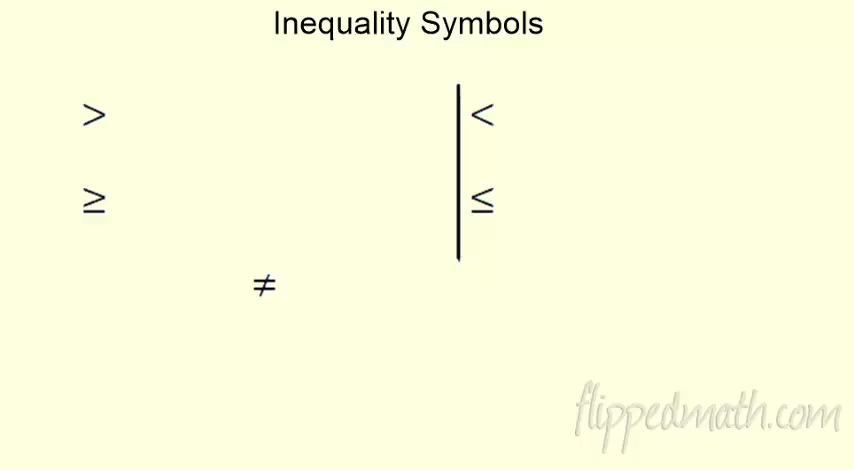 Inequality Symbols
> <
≥ ≤
≠
flippedmath.com